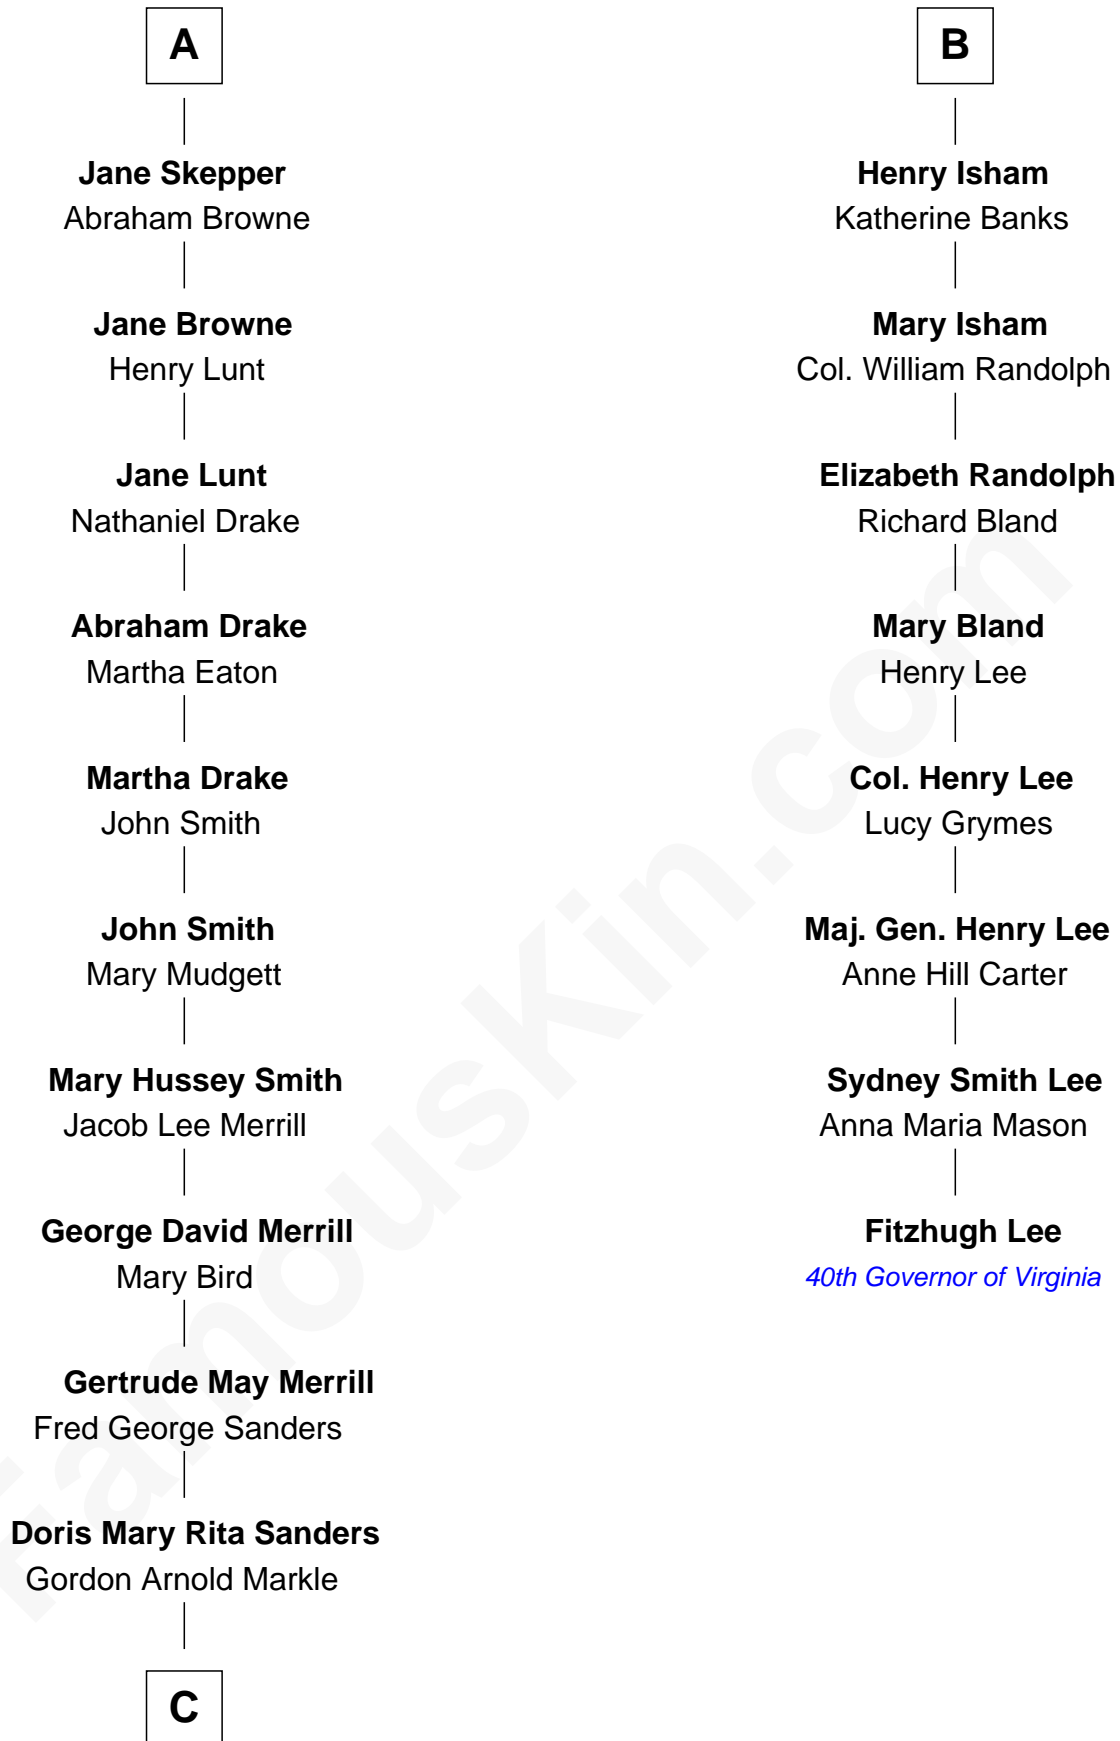 A
Jane Skepper
Abraham Browne
Jane Browne
Henry Lunt
Jane Lunt
Nathaniel Drake
Abraham Drake
Martha Eaton
Martha Drake
John Smith
John Smith
Mary Mudgett
Mary Hussey Smith
Jacob Lee Merrill
George David Merrill
Mary Bird
Gertrude May Merrill
Fred George Sanders
Doris Mary Rita Sanders
Gordon Arnold Markle
C
B
Henry Isham
Katherine Banks
Mary Isham
Col. William Randolph
Elizabeth Randolph
Richard Bland
Mary Bland
Henry Lee
Col. Henry Lee
Lucy Grymes
Maj. Gen. Henry Lee
Anne Hill Carter
Sydney Smith Lee
Anna Maria Mason
Fitzhugh Lee
40th Governor of Virginia
FamousKin.com